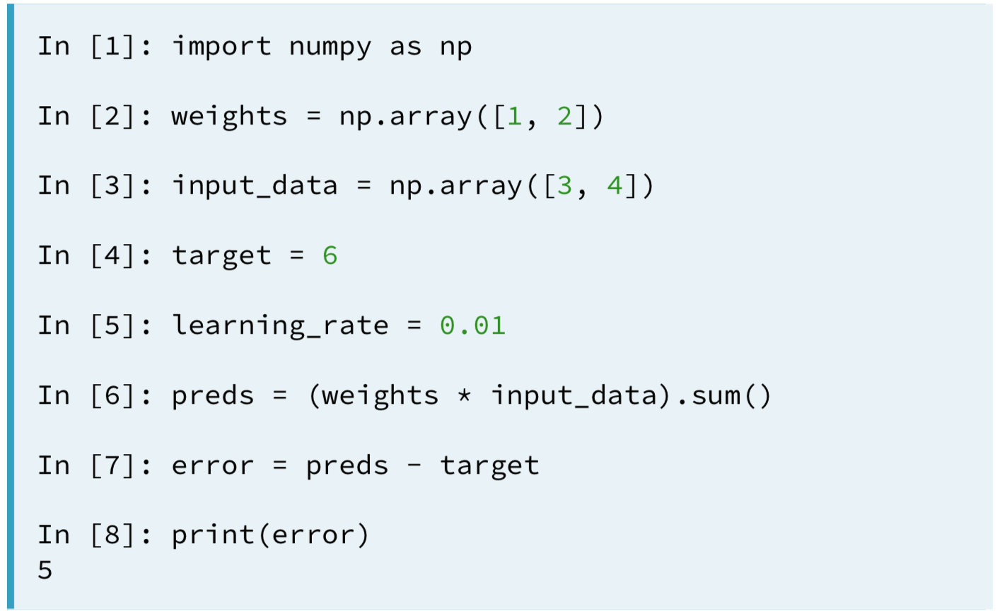 In [1]: import numpy as np
In [2]: weights = np.array([1, 2])
In [3]: input_data = np.array([3, 4])
In [4]: target = 6
In [5]: learning_rate = 0.01
In [6]: preds = (weights * input_data).sum()
In [7]: error = preds - target
In [8]: print(error)
5